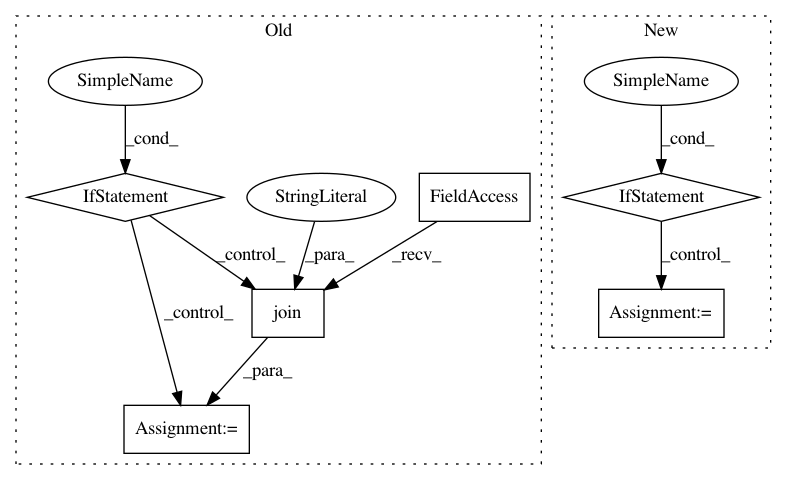 Old
New
SimpleName
SimpleName
_cond_
_cond_
IfStatement
StringLiteral
FieldAccess
IfStatement
_control_
_para_
_recv_
_control_
_control_
join
Assignment:=
_para_
Assignment:=